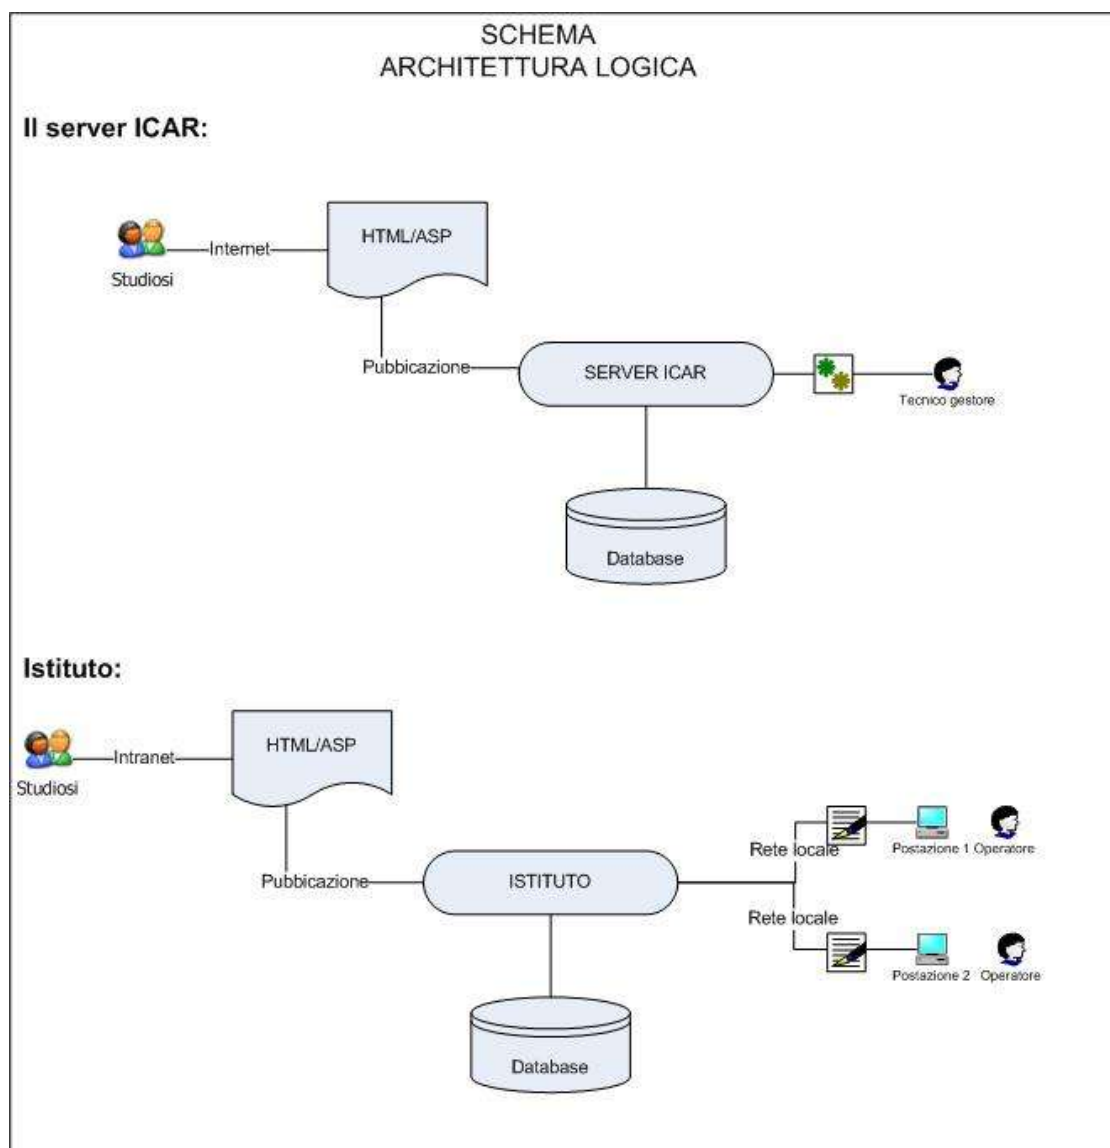 SCHEMA
ARCHITETTURA LOGICA
Il server ICAR:
HTML/ASP
Internet
Studiosi
Pubbicazione
SERVER ICAR
Tecnico gestore
Database
Istituto:
HTML/ASP
Intranet
Studiosi
Rete locale
Postazione 1 Operatore
Pubbicazione
ISTITUTO
Rete locale
Postazione 2 Operatore
Database